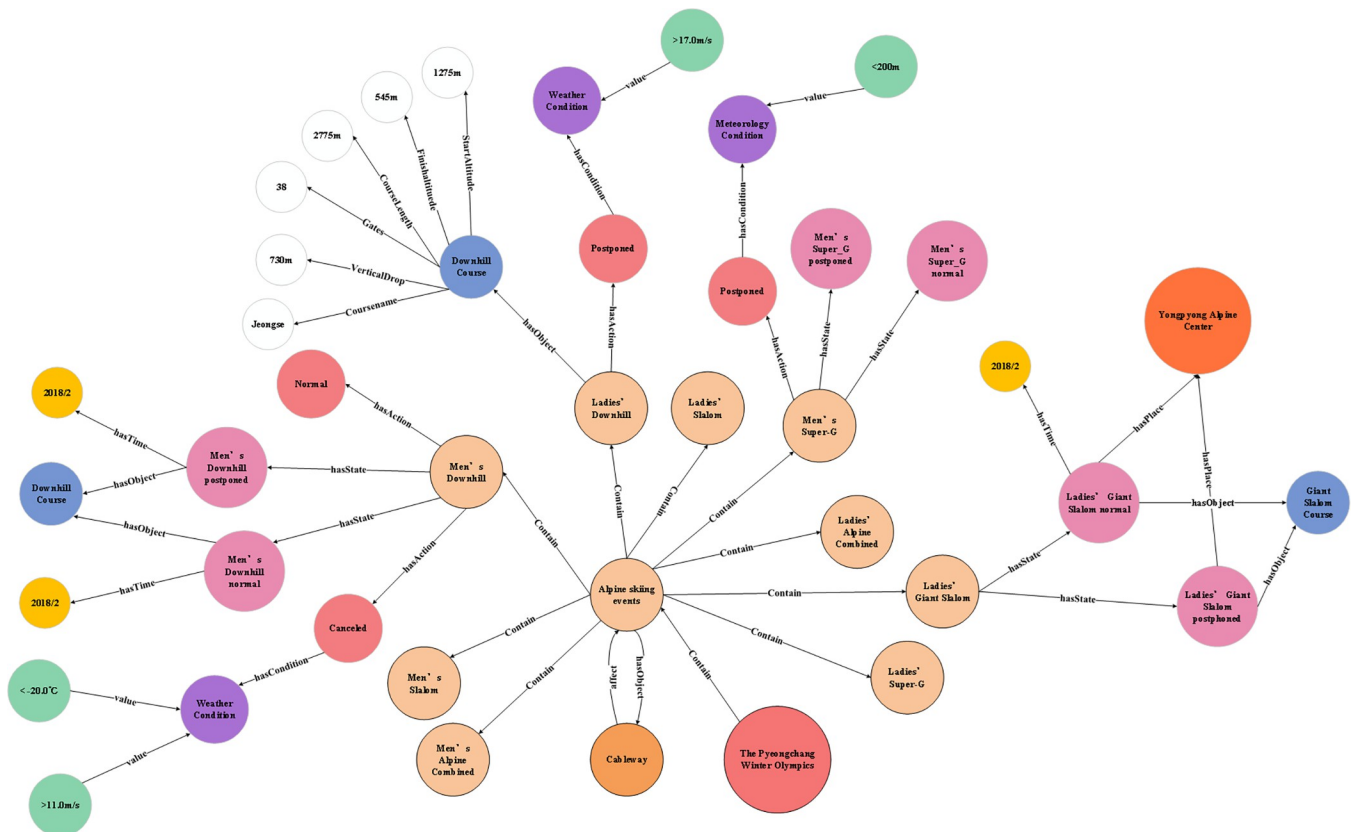 1275m
545m
2775m
38
730m
Jeongse
StartAltitude
Finishaltituede
CourseLength
Gates
VerticalDrop
Coursename
Downhill
Course
>17.0m/s
value
Weather
Condition
hasCondition
Postponed
hasAction
hasObject
<200m
value
Meteorology
Condition
hasCondition
Postponed
Men's
Super_G
postponed
Men's
Super_G
normal
hasAction
hasState
hasState
Ladies'
Downhill
Ladies'
Slalom
Men's
Super-G
Yongpyong Alpine
Center
2018/2
hasTime
hasPlace
hasPlace
Ladies' Giant
Slalom normal
hasObject
Giant
Slalom
Course
hasState
hasObject
hasState
Ladies' Giant
Slalom
postphoned
Normal
hasAction
2018/2
hasTime
Men's
Downhill
postponed
hasState
Men's
Downhill
Downhill
Course
hasObject
hasObject
hasState
Men's
Downhill
normal
hasTime
2018/2
hasAction
Canceled
hasCondition
< -20.0℃
value
Weather
Condition
value
>11.0m/s
Contain
Contain
Contain
Contain
Contain
Ladies'
Alpine
Combined
Alpine skiing
events
Contain
Ladies'
Giant Slalom
Contain
Ladies'
Super-G
Contain
Men's
Slalom
Contain
Men's
Alpine
Combined
affect
hasObject
Cableway
Contain
The Pyeongchang
Winter Olympics